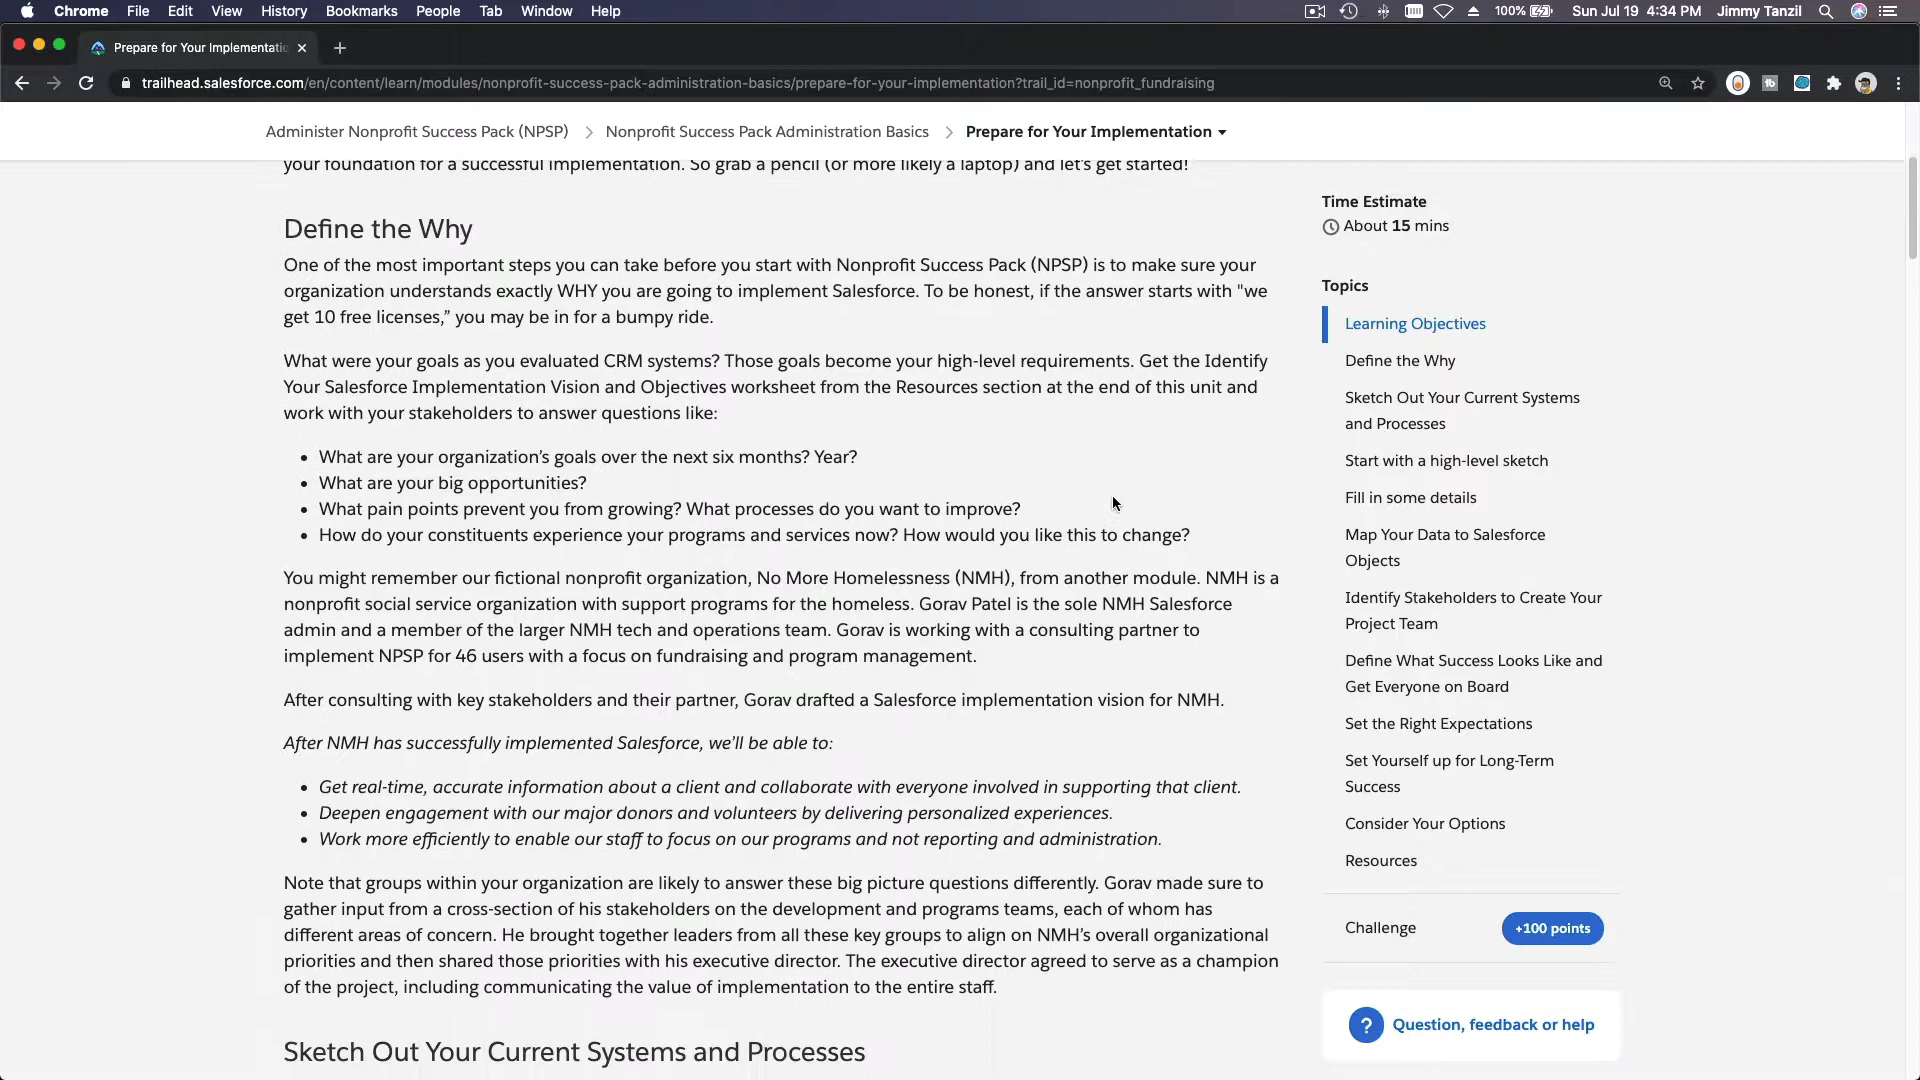 Chrome File Edit View History Bookmarks People Tab Window Help 100% Sun Jul 19 4:34 PM Jimmy Tanzil
Prepare for Your Implementatio
trailhead.salesforce.com/en/content/learn/modules/nonprofit-success-pack-administration-basics/prepare-for-your-implementation?trail_id=nonprofit_fundraising
Administer Nonprofit Success Pack (NPSP) Nonprofit Success Pack Administration Basics Prepare for Your Implementation
your foundation for a successful implementation. So grab a pencil (or more likely a laptop) and let's get started!
Define the Why
One of the most important steps you can take before you start with Nonprofit Success Pack (NPSP) is to make sure your
organization understands exactly WHY you are going to implement Salesforce. To be honest, if the answer starts with "we
get 10 free licenses,” you may be in for a bumpy ride.
What were your goals as you evaluated CRM systems? Those goals become your high-level requirements. Get the Identify
Your Salesforce Implementation Vision and Objectives worksheet from the Resources section at the end of this unit and
work with your stakeholders to answer questions like:
• What are your organization’s goals over the next six months? Year?
• What are your big opportunities?
• What pain points prevent you from growing? What processes do you want to improve?
• How do your constituents experience your programs and services now? How would you like this to change?
You might remember our fictional nonprofit organization, No More Homelessness (NMH), from another module. NMH is a
nonprofit social service organization with support programs for the homeless. Gorav Patel is the sole NMH Salesforce
admin and a member of the larger NMH tech and operations team. Gorav is working with a consulting partner to
implement NPSP for 46 users with a focus on fundraising and program management.
After consulting with key stakeholders and their partner, Gorav drafted a Salesforce implementation vision for NMH.
After NMH has successfully implemented Salesforce, we’ll be able to:
• Get real-time, accurate information about a client and collaborate with everyone involved in supporting that client.
• Deepen engagement with our major donors and volunteers by delivering personalized experiences.
• Work more efficiently to enable our staff to focus on our programs and not reporting and administration.
Note that groups within your organization are likely to answer these big picture questions differently. Gorav made sure to
gather input from a cross-section of his stakeholders on the development and programs teams, each of whom has
different areas of concern. He brought together leaders from all these key groups to align on NMH’s overall organizational
priorities and then shared those priorities with his executive director. The executive director agreed to serve as a champion
of the project, including communicating the value of implementation to the entire staff.
Sketch Out Your Current Systems and Processes
Time Estimate
About 15 mins
Topics
Learning Objectives
Define the Why
Sketch Out Your Current Systems
and Processes
Start with a high-level sketch
Fill in some details
Map Your Data to Salesforce
Objects
Identify Stakeholders to Create Your
Project Team
Define What Success Looks Like and
Get Everyone on Board
Set the Right Expectations
Set Yourself up for Long-Term
Success
Consider Your Options
Resources
Challenge +100 points
? Question, feedback or help